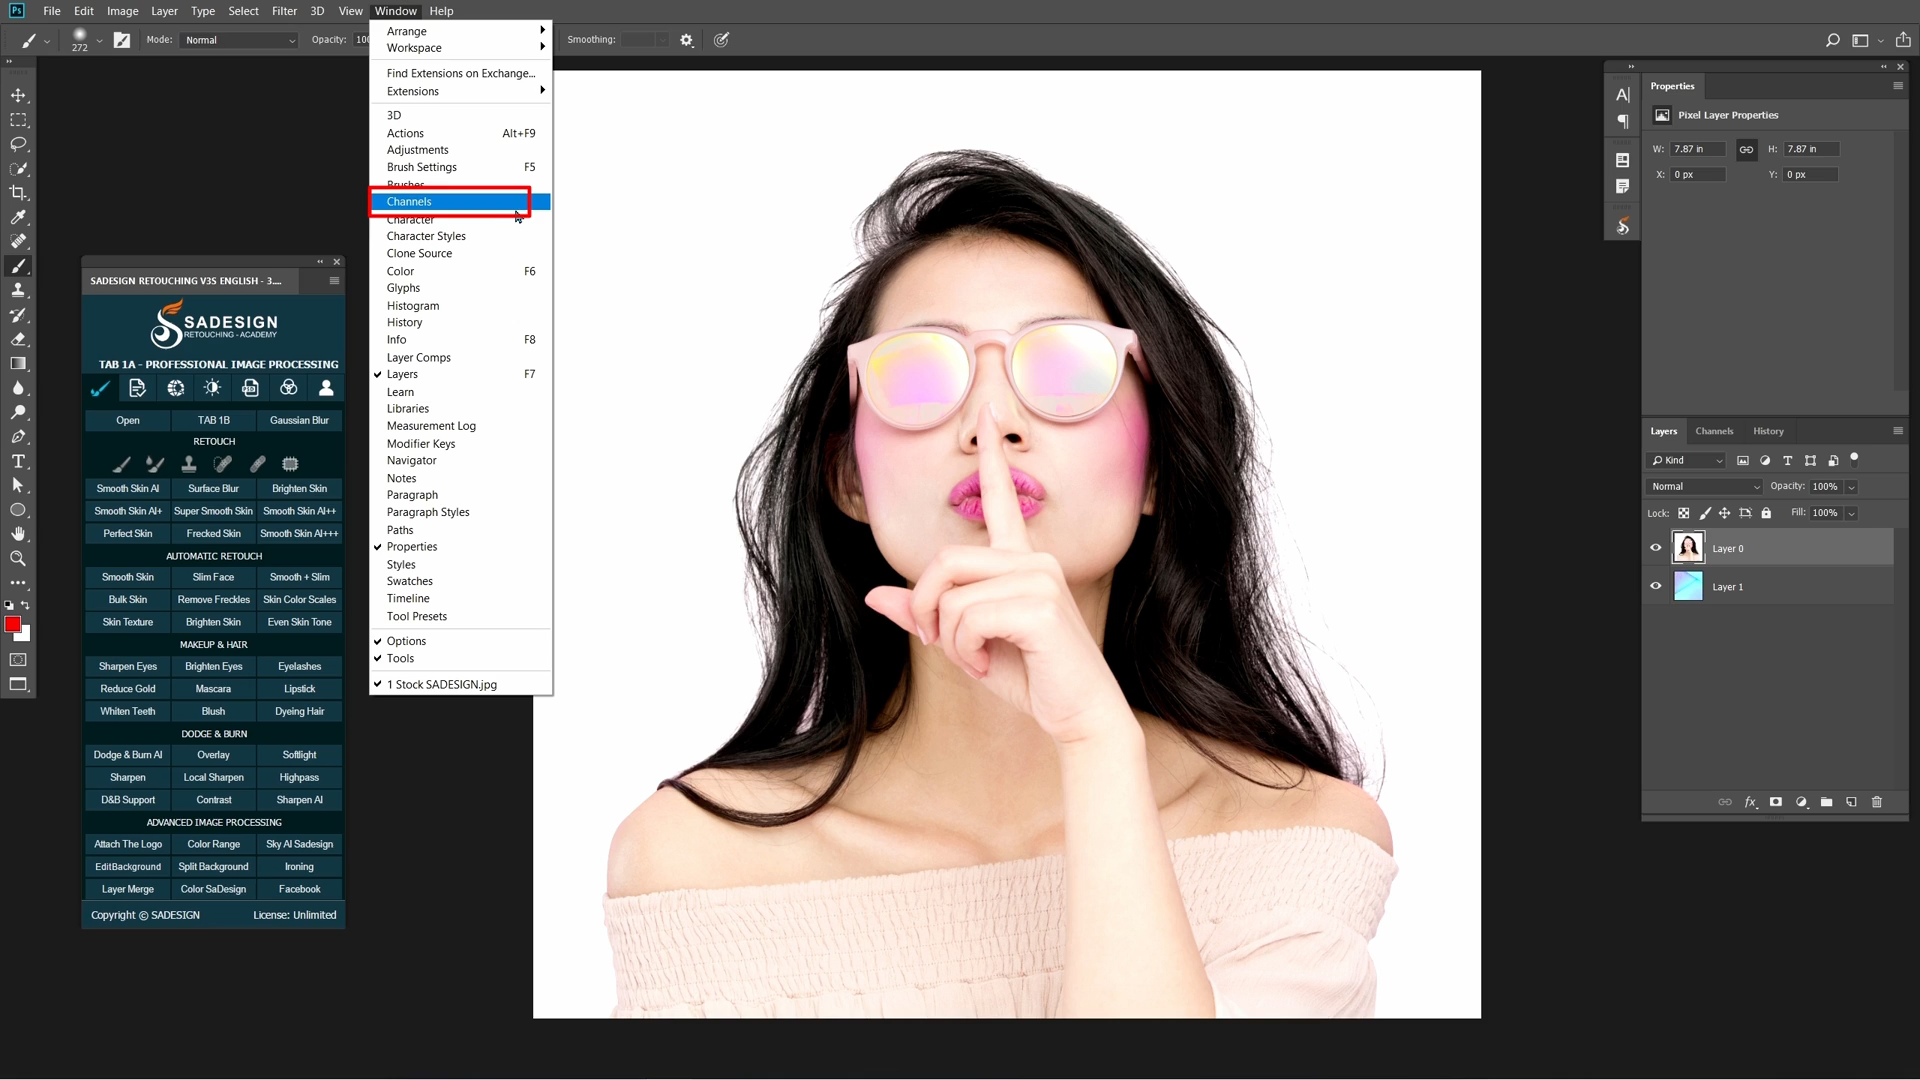 Ps File Edit Image Layer Type Select Filter 3D View Window Help
272 Mode: Normal Opacity: Smoothing:
Arrange
Workspace
Find Extensions on Exchange...
Extensions
3D
Actions Alt+F9
Adjustments
Brush Settings F5
Brushes
Channels
Character
Character Styles
Clone Source
Color F6
Glyphs
Histogram
History
Info F8
Layer Comps
Layers F7
Learn
Libraries
Measurement Log
Modifier Keys
Navigator
Notes
Paragraph
Paragraph Styles
Paths
Properties
Styles
Swatches
Timeline
Tool Presets
Options
Tools
1 Stock SADESIGN.jpg
SADESIGN RETOUCHING V3S ENGLISH - 3....
SADESIGN
RETOUCHING - ACADEMY
TAB 1A - PROFESSIONAL IMAGE PROCESSING
Open TAB 1B Gaussian Blur
RETOUCH
Smooth Skin AI Surface Blur Brighten Skin
Smooth Skin AI+ Super Smooth Skin Smooth Skin AI++
Perfect Skin Frecked Skin Smooth Skin AI+++
AUTOMATIC RETOUCH
Smooth Skin Slim Face Smooth + Slim
Bulk Skin Remove Freckles Skin Color Scales
Skin Texture Brighten Skin Even Skin Tone
MAKEUP & HAIR
Sharpen Eyes Brighten Eyes Eyelashes
Reduce Gold Mascara Lipstick
Whiten Teeth Blush Dyeing Hair
DODGE & BURN
Dodge & Burn AI Overlay Softlight
Sharpen Local Sharpen Highpass
D&B Support Contrast Sharpen AI
ADVANCED IMAGE PROCESSING
Attach The Logo Color Range Sky AI Sadesign
EditBackground Split Background Ironing
Layer Merge Color SaDesign Facebook
Copyright © SADESIGN License: Unlimited
Properties
Pixel Layer Properties
W: 7.87 in H: 7.87 in
X: 0 px Y: 0 px
Layers Channels History
Kind
Normal Opacity: 100%
Lock: Fill: 100%
Layer 0
Layer 1